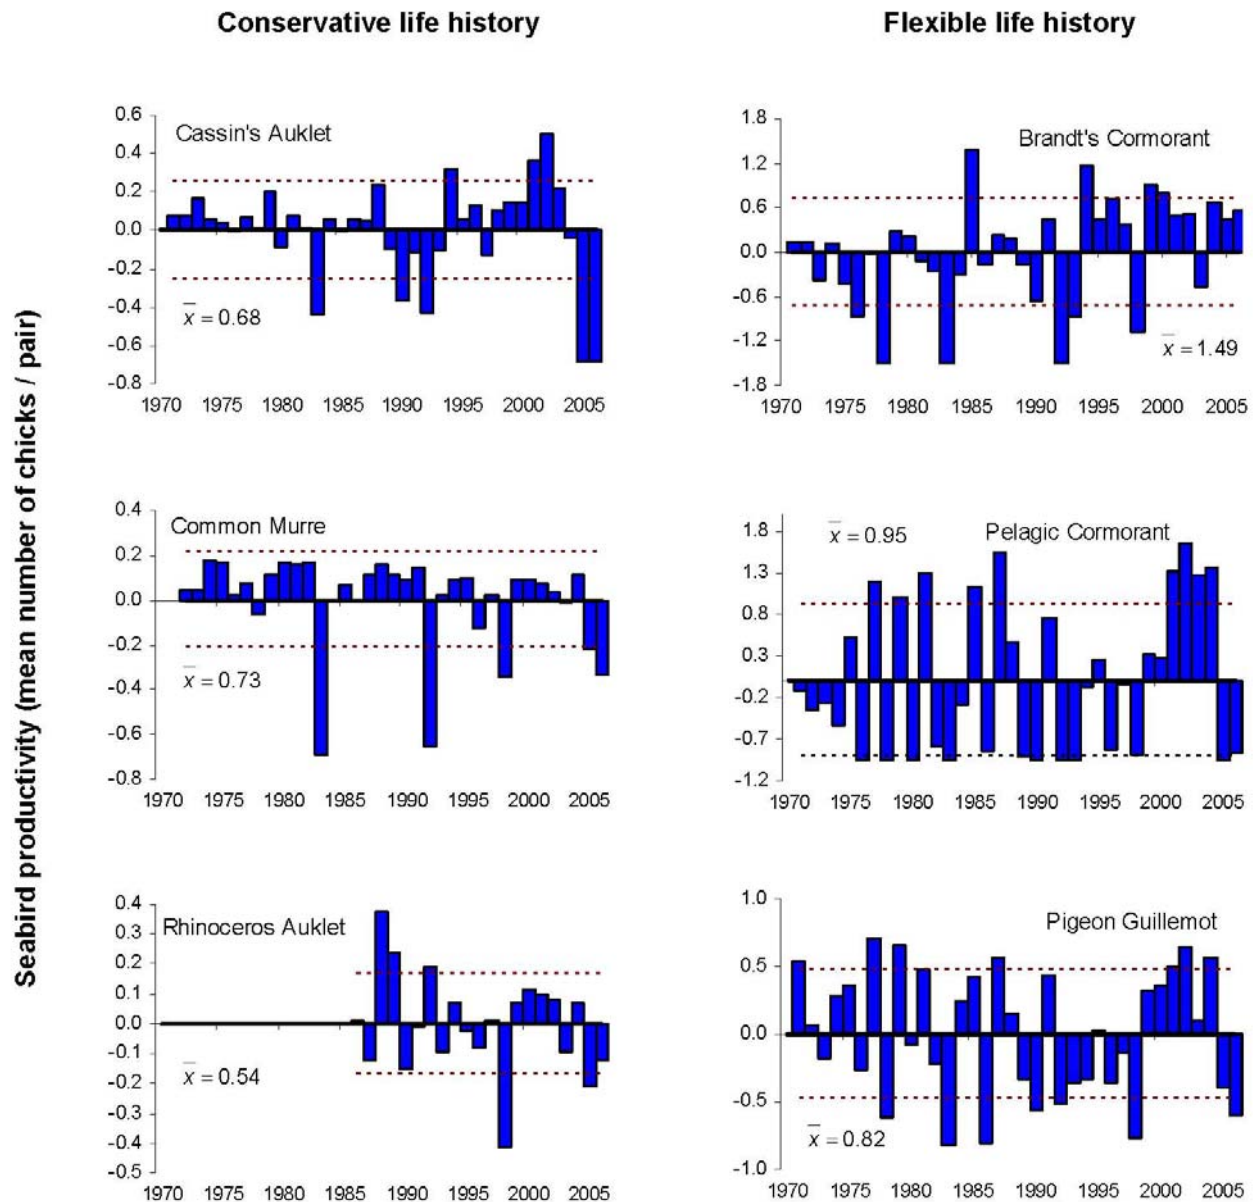 Conservative life history
Flexible life history
Seabird productivity (mean number of chicks / pair)
Cassin's Auklet
0.6
0.4
0.2
0.0
-0.2
-0.4
-0.6
-0.8
x̄ = 0.68
1970 1975 1980 1985 1990 1995 2000 2005
Brandt's Cormorant
1.8
1.2
0.6
0.0
-0.6
-1.2
-1.8
x̄ = 1.49
1970 1975 1980 1985 1990 1995 2000 2005
Common Murre
0.4
0.2
0.0
-0.2
-0.4
-0.6
-0.8
x̄ = 0.73
1970 1975 1980 1985 1990 1995 2000 2005
Pelagic Cormorant
x̄ = 0.95
1.8
1.3
0.8
0.3
-0.2
-0.7
-1.2
1970 1975 1980 1985 1990 1995 2000 2005
Rhinoceros Auklet
0.4
0.3
0.2
0.1
0.0
-0.1
-0.2
-0.3
-0.4
-0.5
x̄ = 0.54
1970 1975 1980 1985 1990 1995 2000 2005
Pigeon Guillemot
1.0
0.5
0.0
-0.5
-1.0
x̄ = 0.82
1970 1975 1980 1985 1990 1995 2000 2005